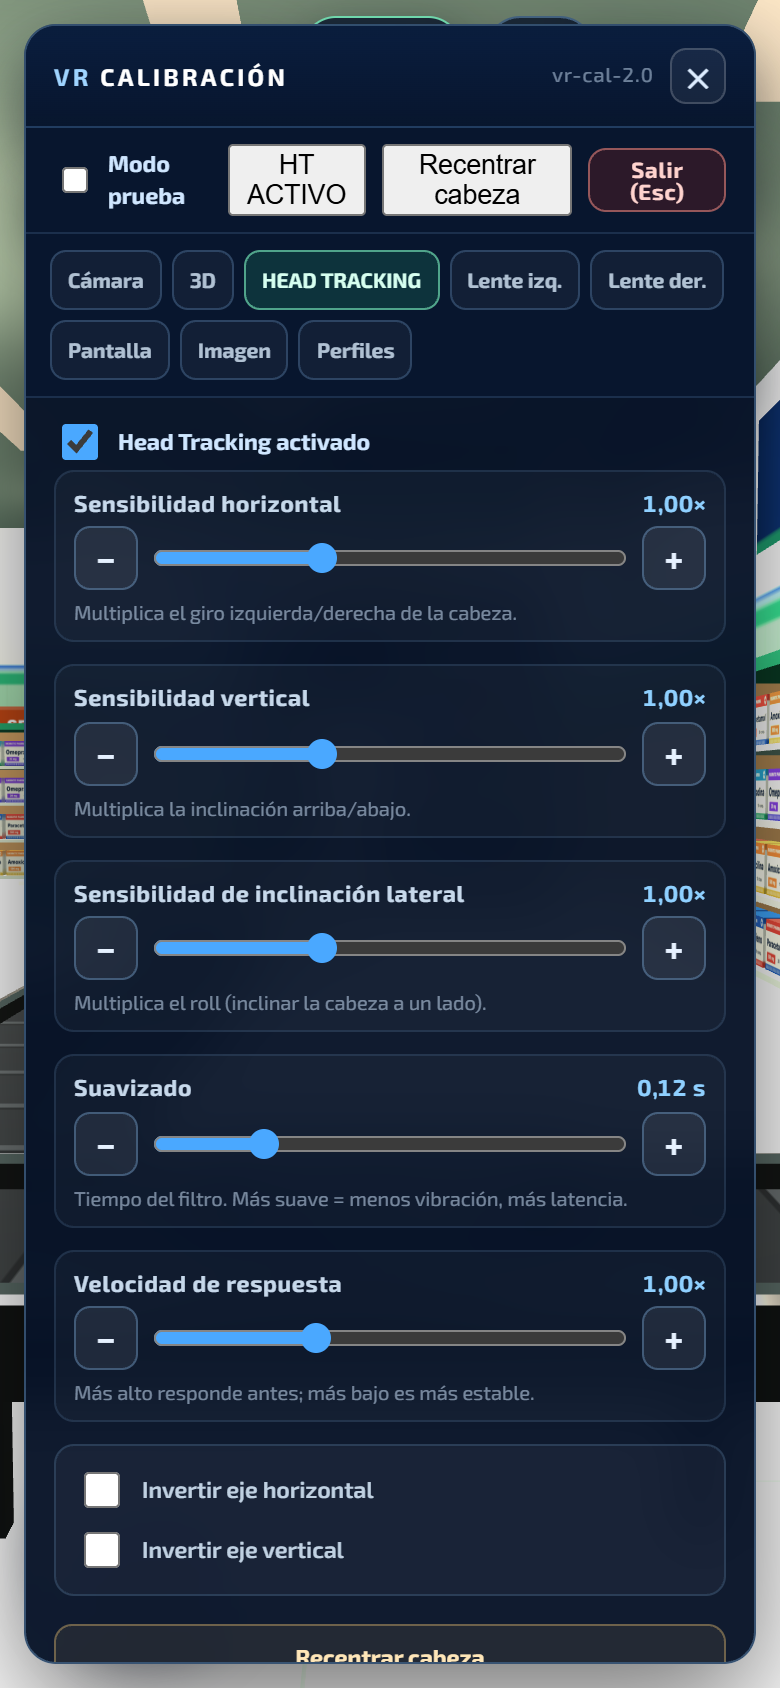 VR CALIBRACIÓN
vr-cal-2.0
×
Modo
prueba
HT
ACTIVO
Recentrar
cabeza
Salir
(Esc)
Cámara
3D
HEAD TRACKING
Lente izq.
Lente der.
Pantalla
Imagen
Perfiles
Head Tracking activado
Sensibilidad horizontal
1,00×
−
+
Multiplica el giro izquierda/derecha de la cabeza.
Sensibilidad vertical
1,00×
−
+
Multiplica la inclinación arriba/abajo.
Sensibilidad de inclinación lateral
1,00×
−
+
Multiplica el roll (inclinar la cabeza a un lado).
Suavizado
0,12 s
−
+
Tiempo del filtro. Más suave = menos vibración, más latencia.
Velocidad de respuesta
1,00×
−
+
Más alto responde antes; más bajo es más estable.
Invertir eje horizontal
Invertir eje vertical
Recentrar cabeza